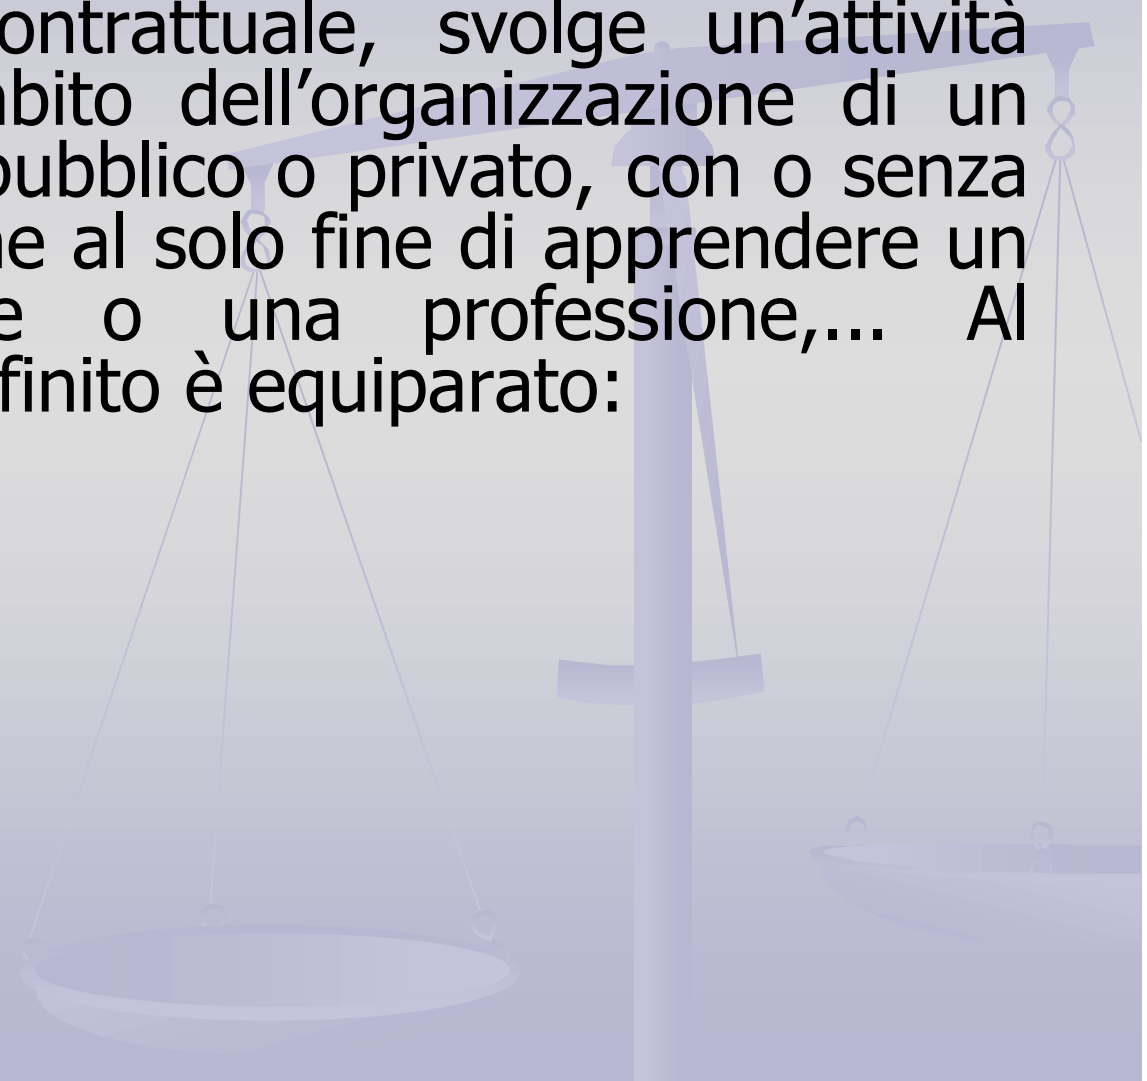 ontrattuale, svolge un’attività
bito dell’organizzazione di un
pubblico o privato, con o senza
e al solo fine di apprendere un
e o una professione,... Al
finito è equiparato: